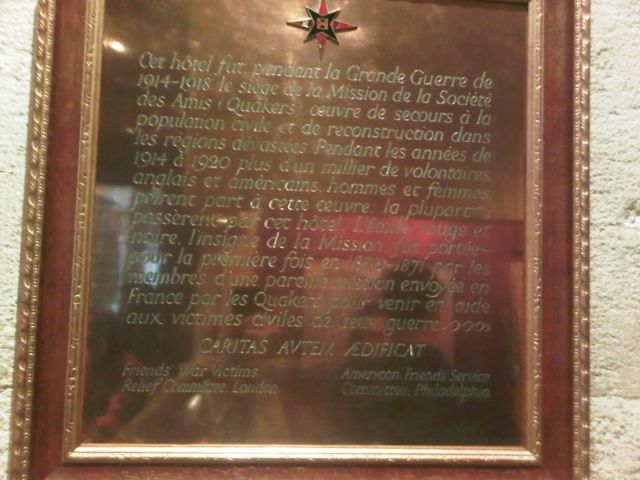 Cet hôtel fut pendant la Grande Guerre de
1914-1918 le siège de la Mission de la Société
des Amis (Quakers) œuvre de secours à la
population civile et de reconstruction dans
les régions dévastées Pendant les années de
1914 à 1920 plus d'un millier de volontaires
anglais et américains, hommes et femmes
prirent part à cette œuvre: la plupart
passèrent par cet hôtel. L'étoile rouge et
noire, l'insigne de la Mission fut portée
pour la première fois en 1870-1871 par les
membres d'une pareille mission envoyée en
France par les Quakers pour venir en aide
aux victimes civiles de cette guerre
CARITAS AVTEM ÆDIFICAT
Friends' War Victims
Relief Committee. London
American Friends Service
Committee. Philadelphia